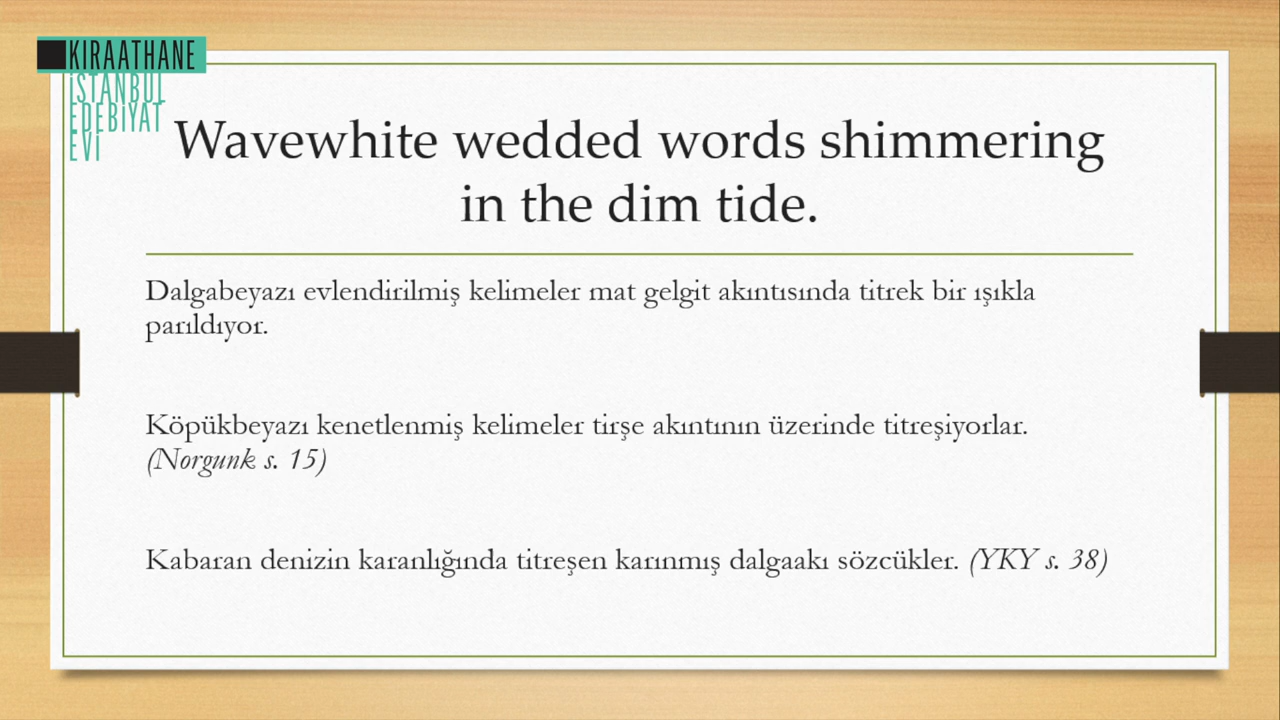 KIRAATHANE
İSTANBUL
EDEBİYAT
EVİ
Wavewhite wedded words shimmering
in the dim tide.
Dalgabeyazı evlendirilmiş kelimeler mat gelgit akıntısında titrek bir ışıkla
parıldıyor.
Köpükbeyazı kenetlenmiş kelimeler tirşe akıntının üzerinde titreşiyorlar.
(Norgunk s. 15)
Kabaran denizin karanlığında titreşen karınmış dalgaakı sözcükler. (YKY s. 38)